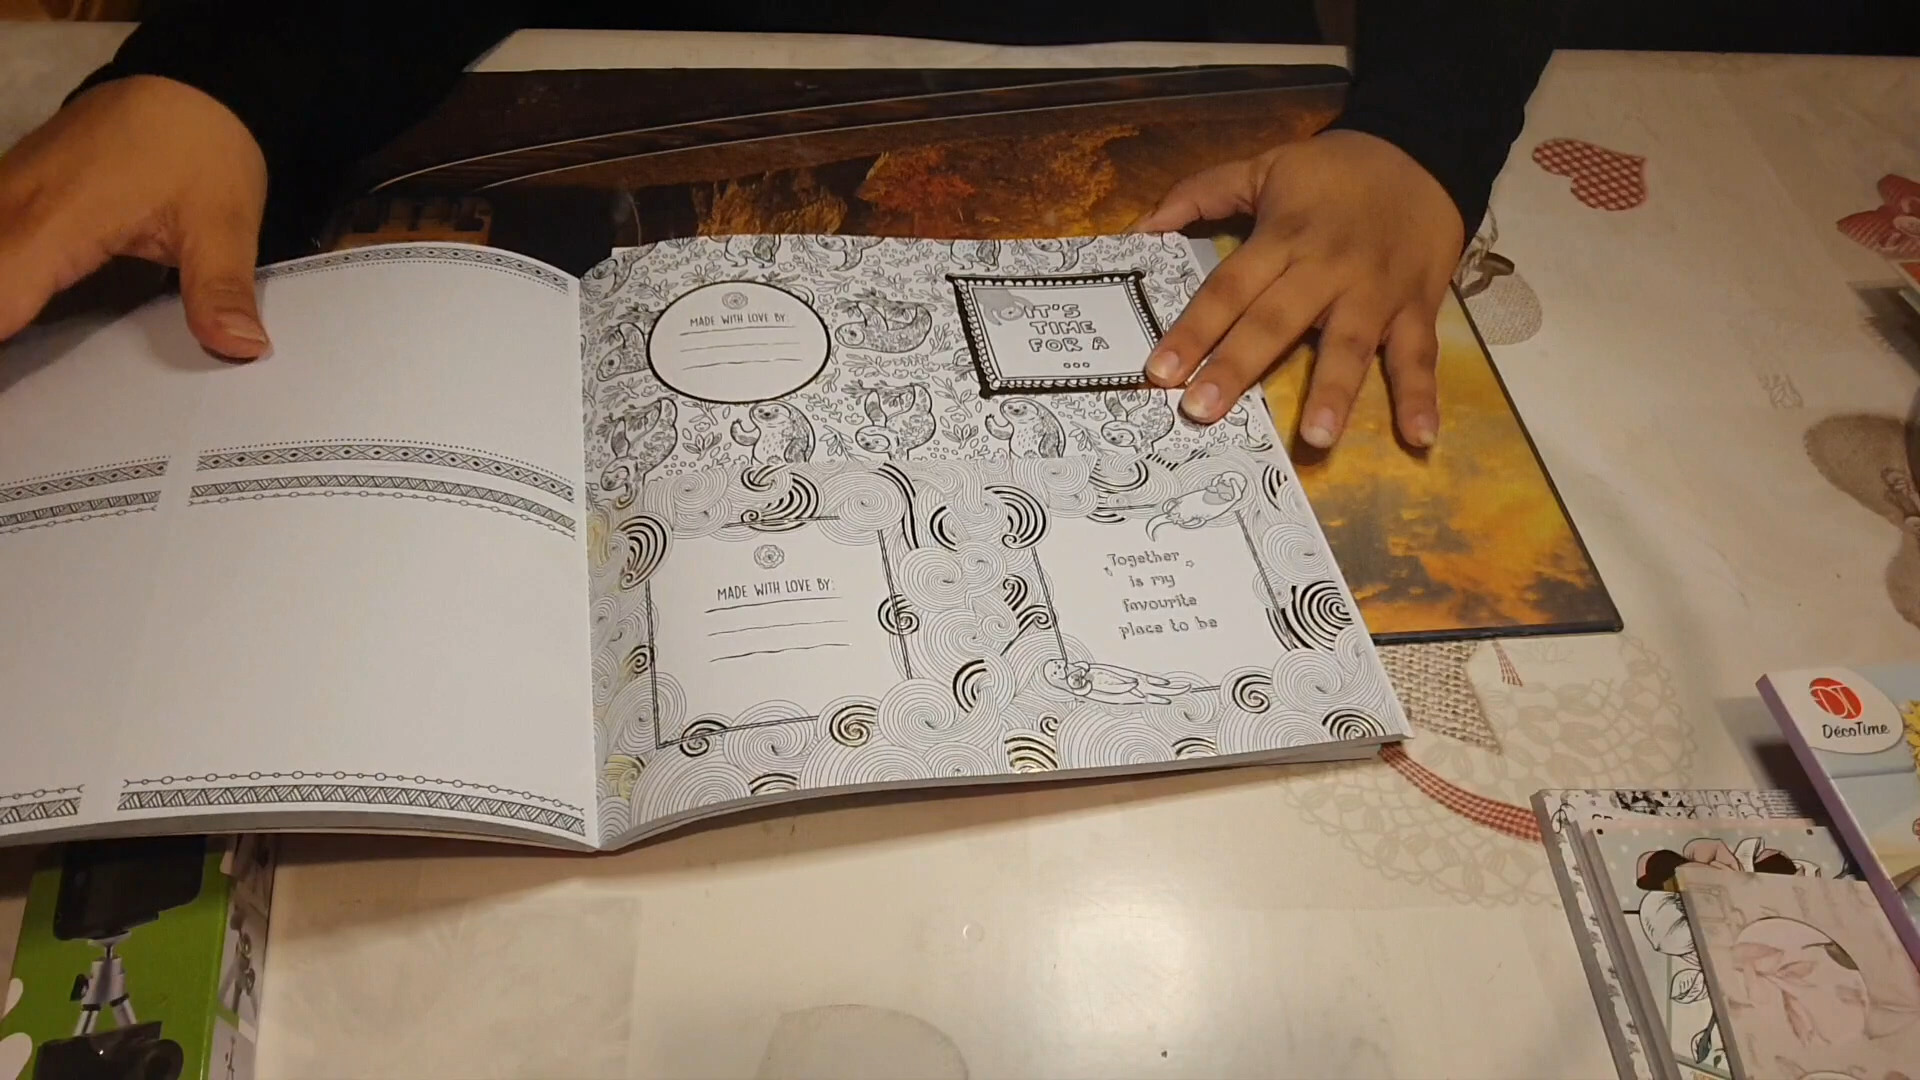 MADE WITH LOVE BY:
IT'S
TIME
FOR A
...
MADE WITH LOVE BY:
Together
is my
favourite
place to be
DT
DécoTime